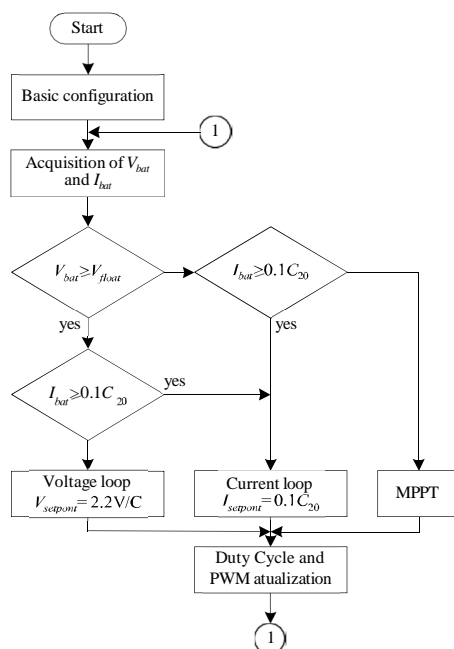 Start
Basic configuration
1
Acquisition of Vbat
and Ibat
Vbat≥Vfloat
Ibat≥0.1C20
yes
yes
Ibat≥0.1C20
yes
Voltage loop
Vsetpont=2.2V/C
Current loop
Isetpont=0.1C20
MPPT
Duty Cycle and
PWM atualization
1